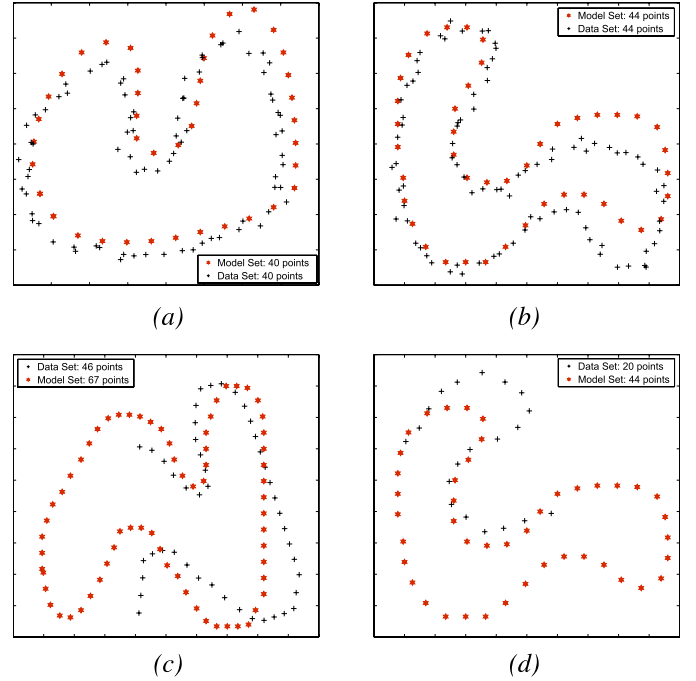 Model Set: 40 points
Data Set: 40 points
(a)
Model Set: 44 points
Data Set: 44 points
(b)
Data Set: 46 points
Model Set: 67 points
(c)
Data Set: 20 points
Model Set: 44 points
(d)